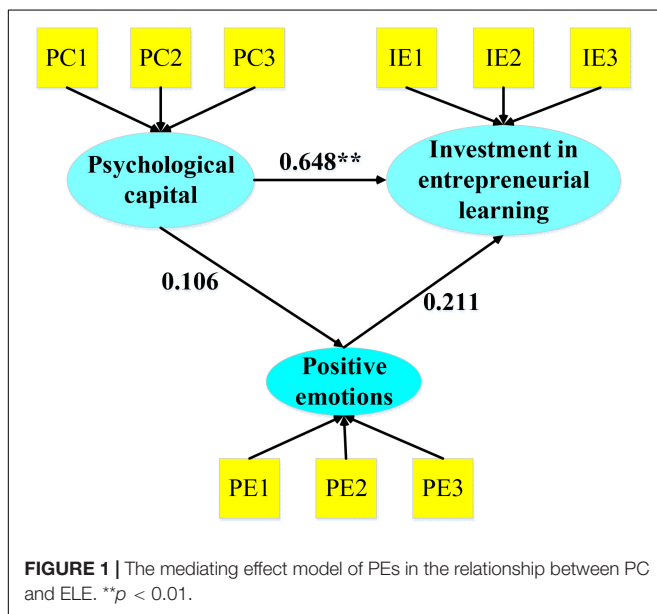 PC1 PC2 PC3 IE1 IE2 IE3
Psychological
capital
0.648**
Investment in
entrepreneurial
learning
0.106
0.211
Positive
emotions
PE1 PE2 PE3
FIGURE 1 | The mediating effect model of PEs in the relationship between PC
and ELE. **p < 0.01.